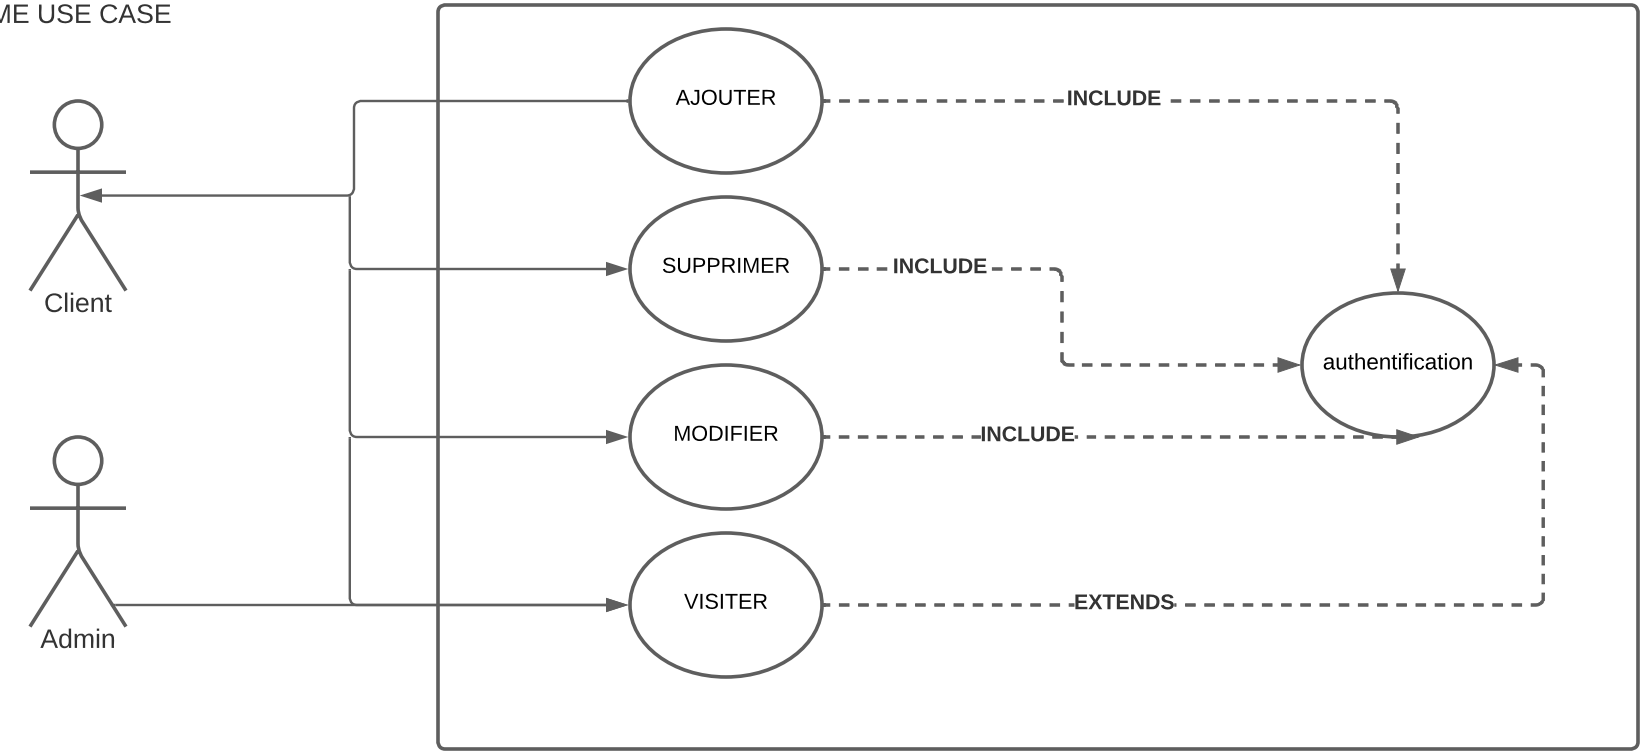 ME USE CASE
AJOUTER
INCLUDE
Client
SUPPRIMER
INCLUDE
authentification
MODIFIER
INCLUDE
Admin
VISITER
EXTENDS